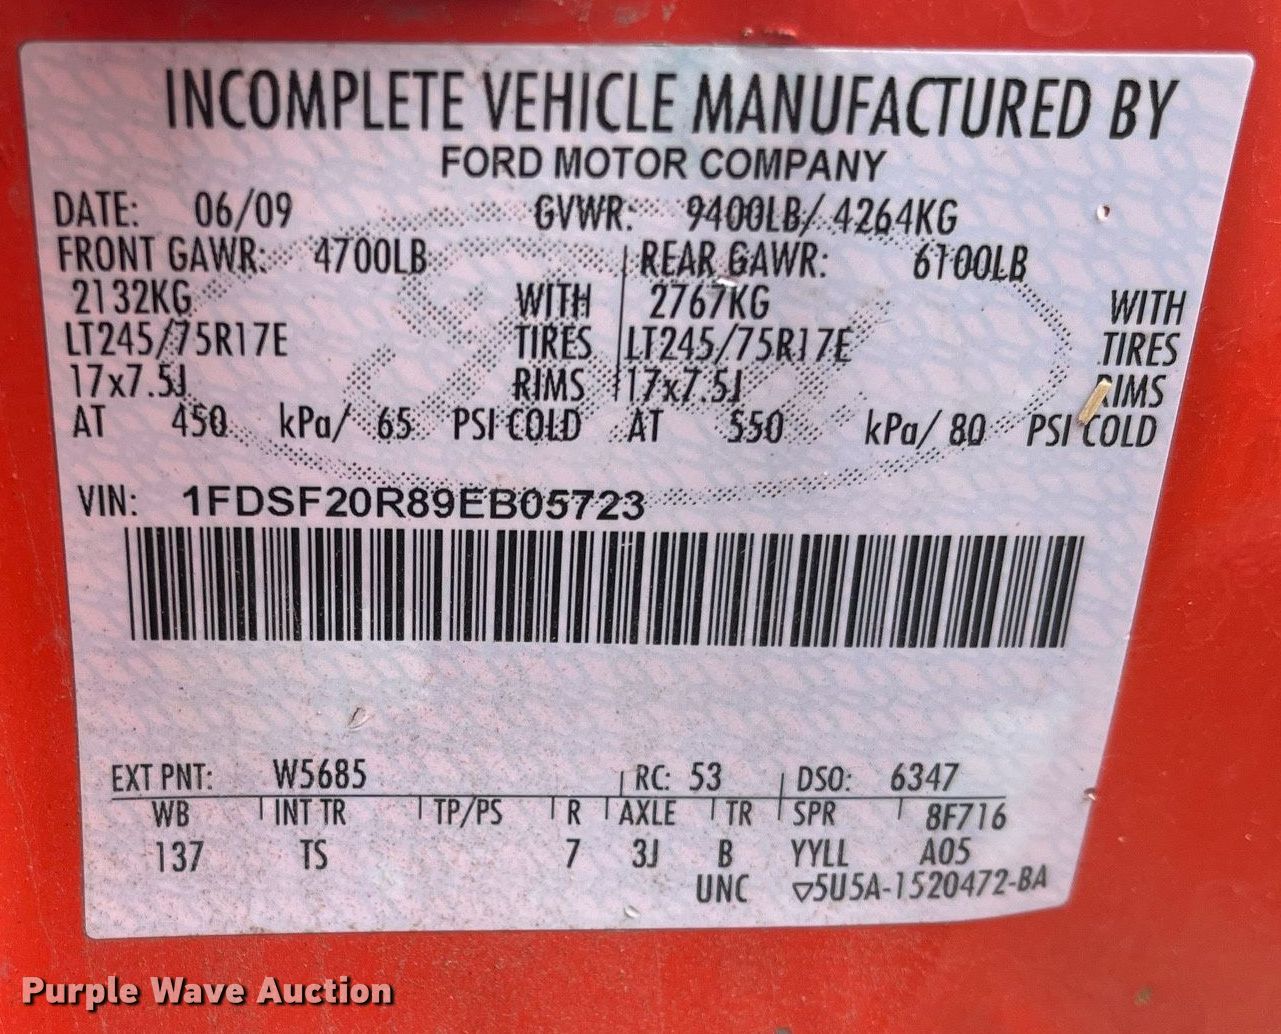 INCOMPLETE VEHICLE MANUFACTURED BY
FORD MOTOR COMPANY
DATE: 06/09 GVWR: 9400LB/ 4264KG
FRONT GAWR: 4700LB REAR GAWR: 6100LB
2132KG WITH 2767KG WITH
LT245/75R17E TIRES LT245/75R17E TIRES
17x7.5J RIMS 17x7.5J RIMS
AT 450 kPa/ 65 PSI COLD AT 550 kPa/ 80 PSI COLD
VIN: 1FDSF20R89EB05723
EXT PNT: W5685 RC: 53 DSO: 6347
WB INT TR TP/PS R AXLE TR SPR 8F716
137 TS 7 3J B YYLL A05
UNC ▽5U5A-1520472-BA
Purple Wave Auction